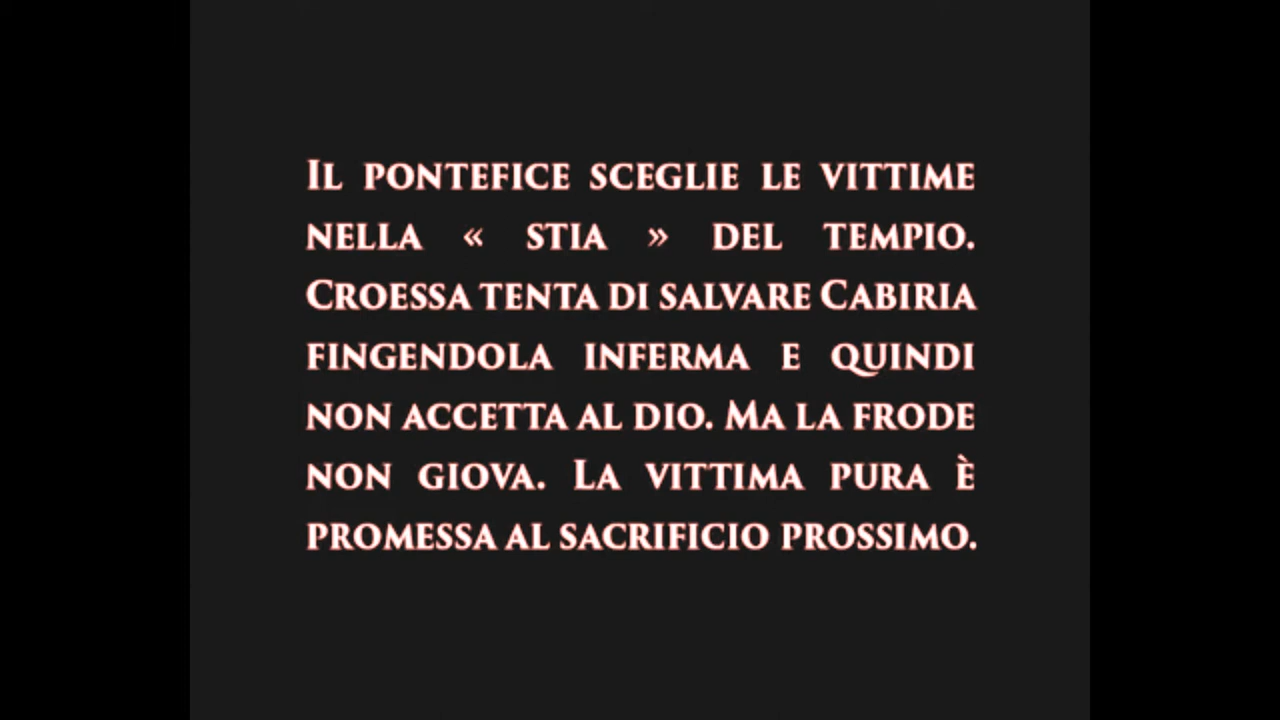 Il pontefice sceglie le vittime
nella « stia » del tempio.
Croessa tenta di salvare Cabiria
fingendola inferma e quindi
non accetta al dio. Ma la frode
non giova. La vittima pura è
promessa al sacrificio prossimo.